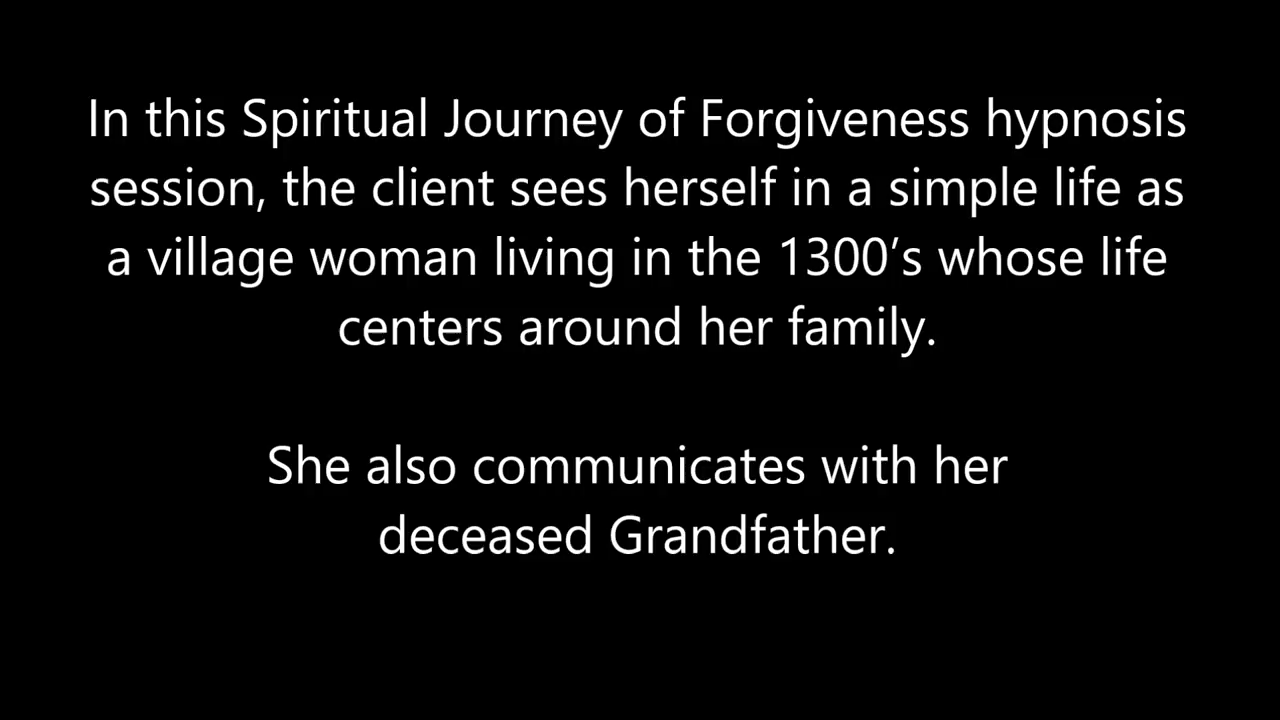 In this Spiritual Journey of Forgiveness hypnosis
session, the client sees herself in a simple life as
a village woman living in the 1300’s whose life
centers around her family.
She also communicates with her
deceased Grandfather.